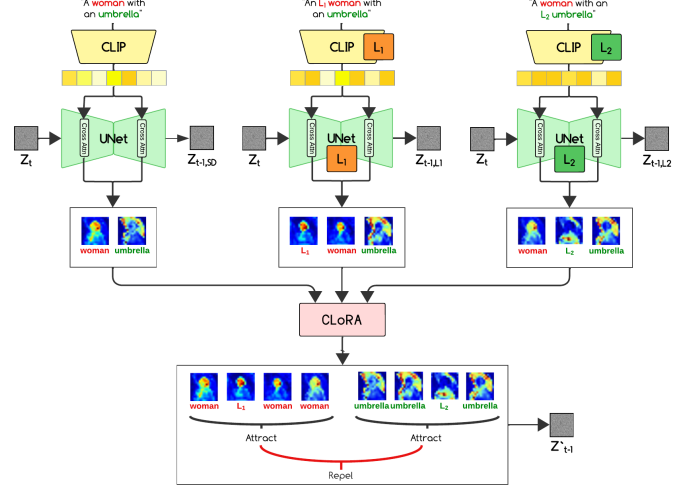 "A woman with
an umbrella"
CLIP
Cross Attn
UNet
Cross Attn
Zt
Zt-1,SD
woman umbrella
"An L1 woman with
an umbrella"
CLIP
L1
Cross Attn
UNet
Cross Attn
L1
Zt
Zt-1,L1
L1 woman umbrella
"A woman with an
L2 umbrella"
CLIP
L2
Cross Attn
UNet
Cross Attn
L2
Zt
Zt-1,L2
woman L2 umbrella
CLoRA
woman L1 woman woman
umbrella umbrella L2 umbrella
Attract
Attract
Repel
Z`t-1